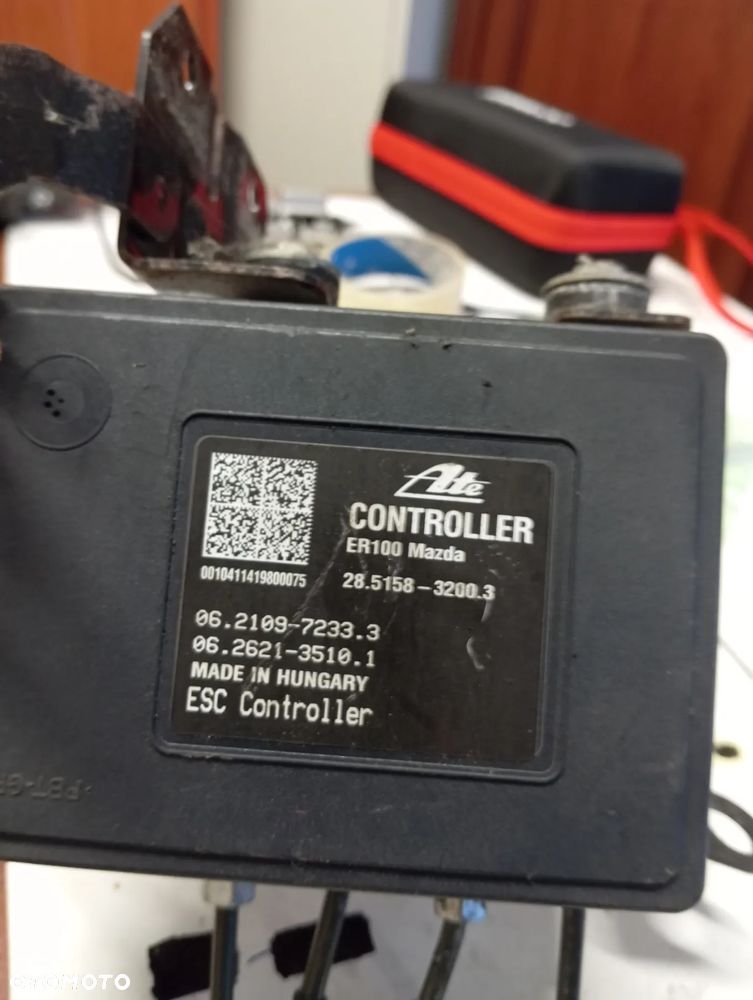 Ate
CONTROLLER
ER100 Mazda
0010411419800075
28.5158-3200.3
06.2109-7233.3
06.2621-3510.1
MADE IN HUNGARY
ESC Controller
OTOMOTO